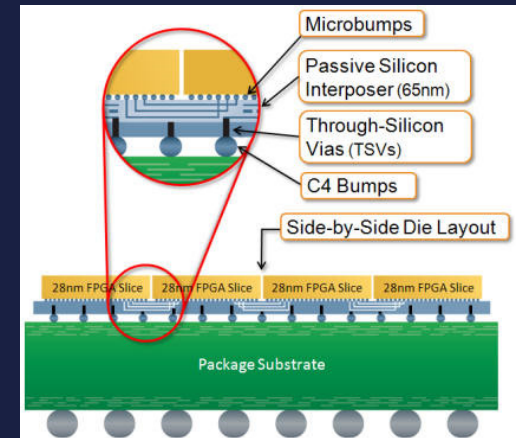 Microbumps
Passive Silicon
Interposer (65nm)
Through-Silicon
Vias (TSVs)
C4 Bumps
Side-by-Side Die Layout
28nm FPGA Slice 28nm FPGA Slice 28nm FPGA Slice 28nm FPGA Slice
Package Substrate